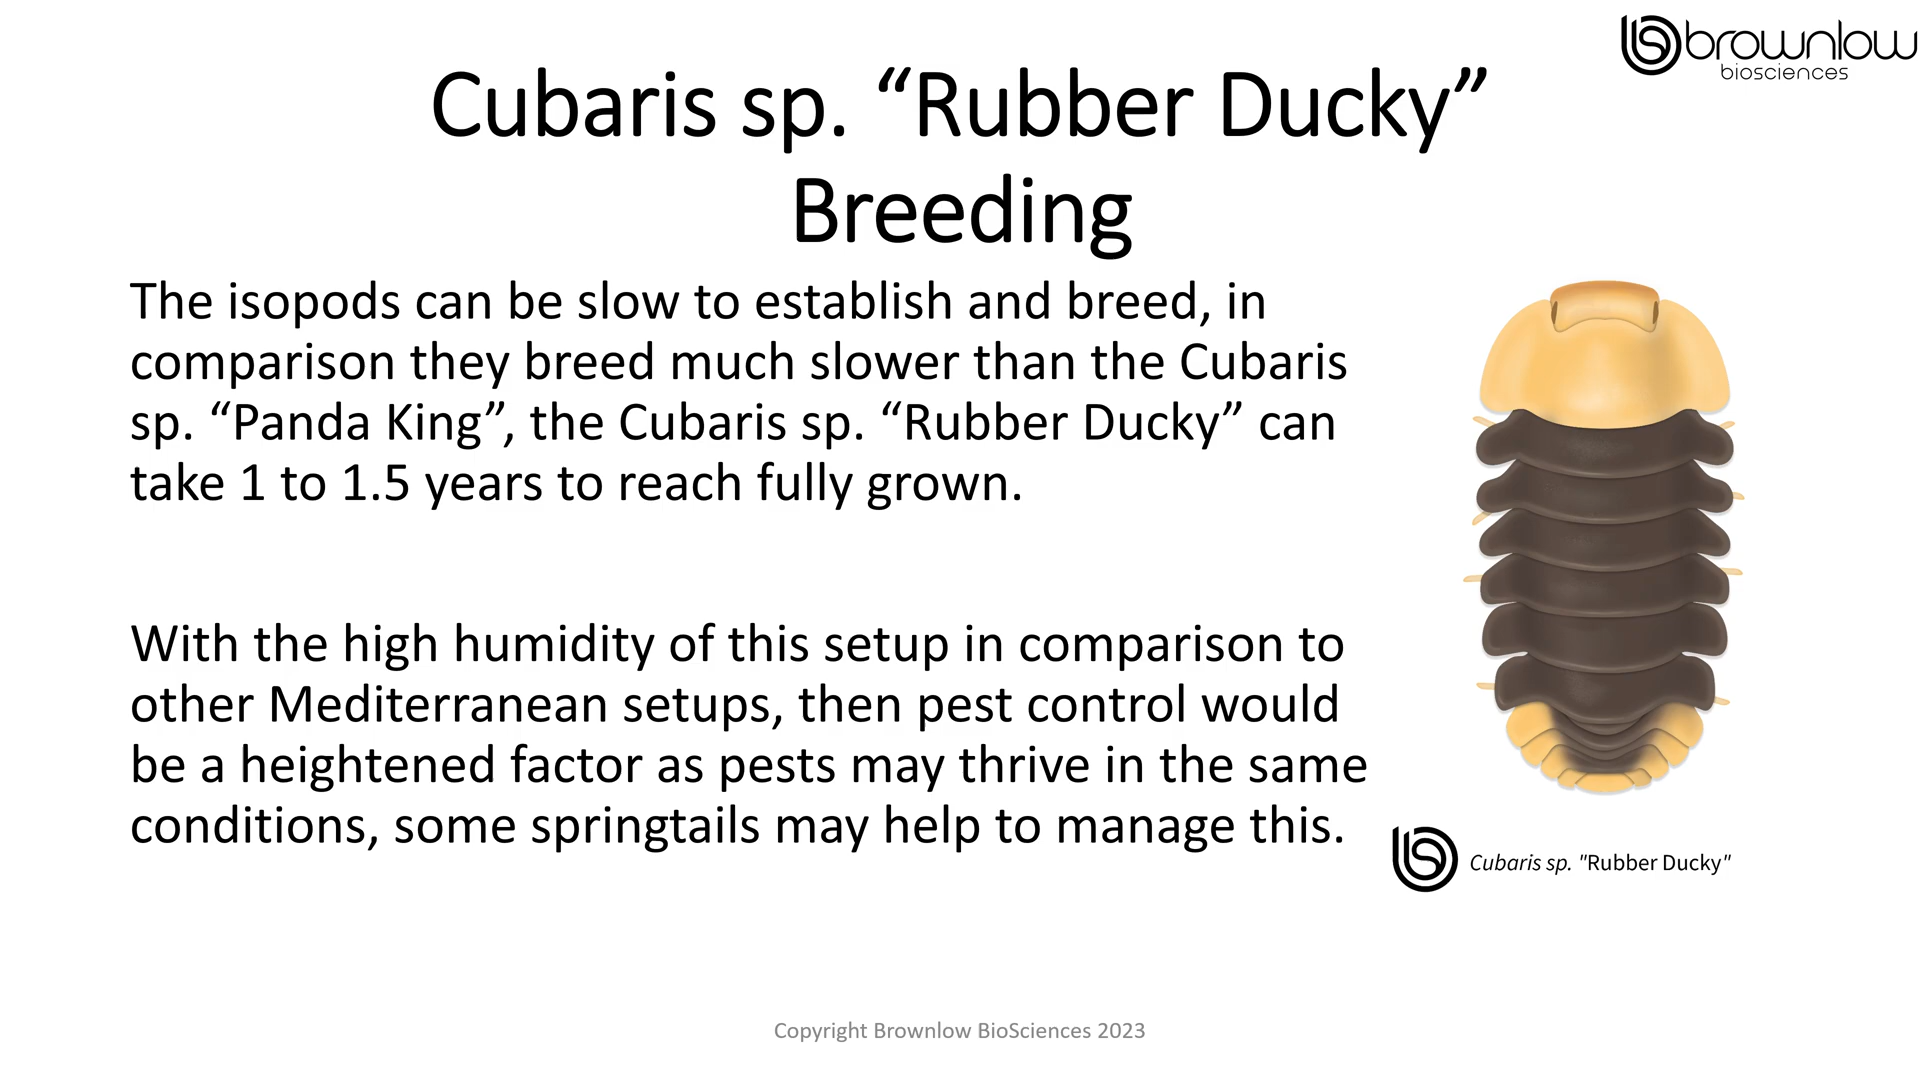 brownlow
biosciences
Cubaris sp. “Rubber Ducky”
Breeding
The isopods can be slow to establish and breed, in
comparison they breed much slower than the Cubaris
sp. “Panda King”, the Cubaris sp. “Rubber Ducky” can
take 1 to 1.5 years to reach fully grown.
With the high humidity of this setup in comparison to
other Mediterranean setups, then pest control would
be a heightened factor as pests may thrive in the same
conditions, some springtails may help to manage this.
Cubaris sp. "Rubber Ducky"
Copyright Brownlow BioSciences 2023